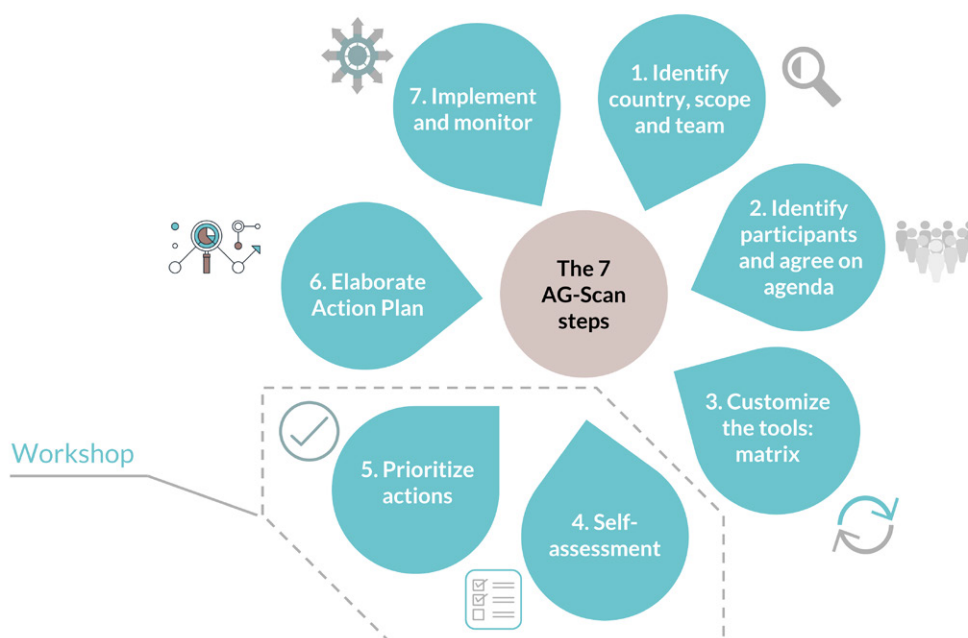 1. Identify
country, scope
and team
2. Identify
participants
and agree on
agenda
3. Customize
the tools:
matrix
4. Self-
assessment
5. Prioritize
actions
6. Elaborate
Action Plan
7. Implement
and monitor
The 7
AG-Scan
steps
Workshop